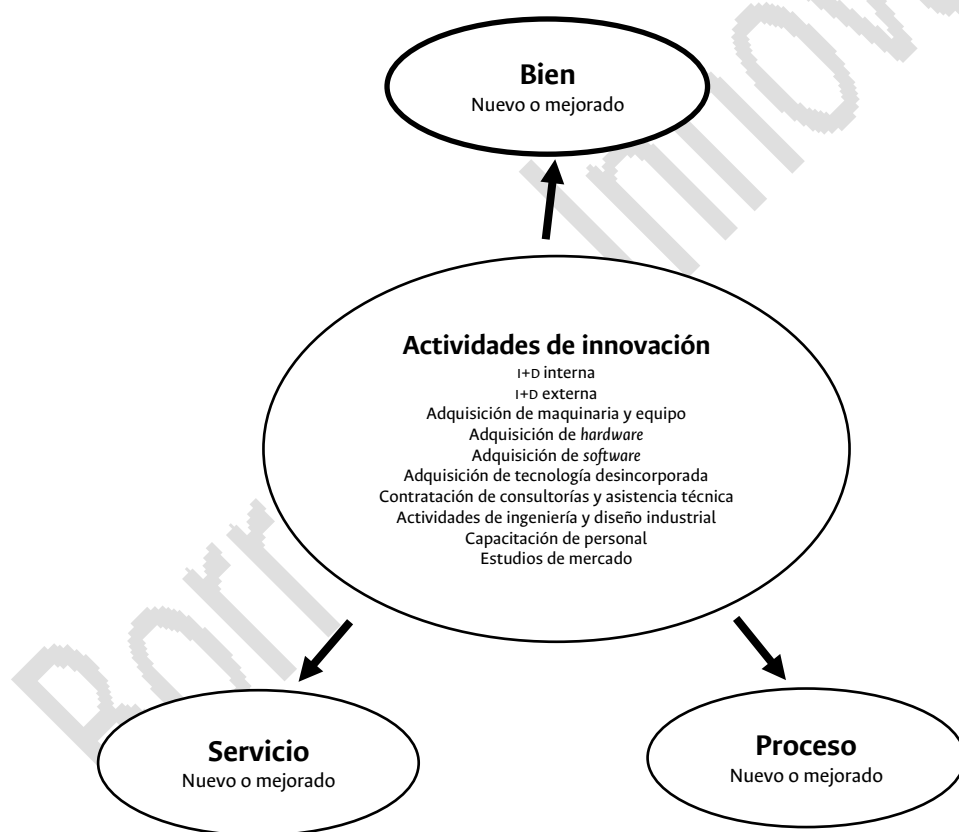 Bien
Nuevo o mejorado
Actividades de innovación
I+D interna
I+D externa
Adquisición de maquinaria y equipo
Adquisición de hardware
Adquisición de software
Adquisición de tecnología desincorporada
Contratación de consultorías y asistencia técnica
Actividades de ingeniería y diseño industrial
Capacitación de personal
Estudios de mercado
Servicio
Nuevo o mejorado
Proceso
Nuevo o mejorado